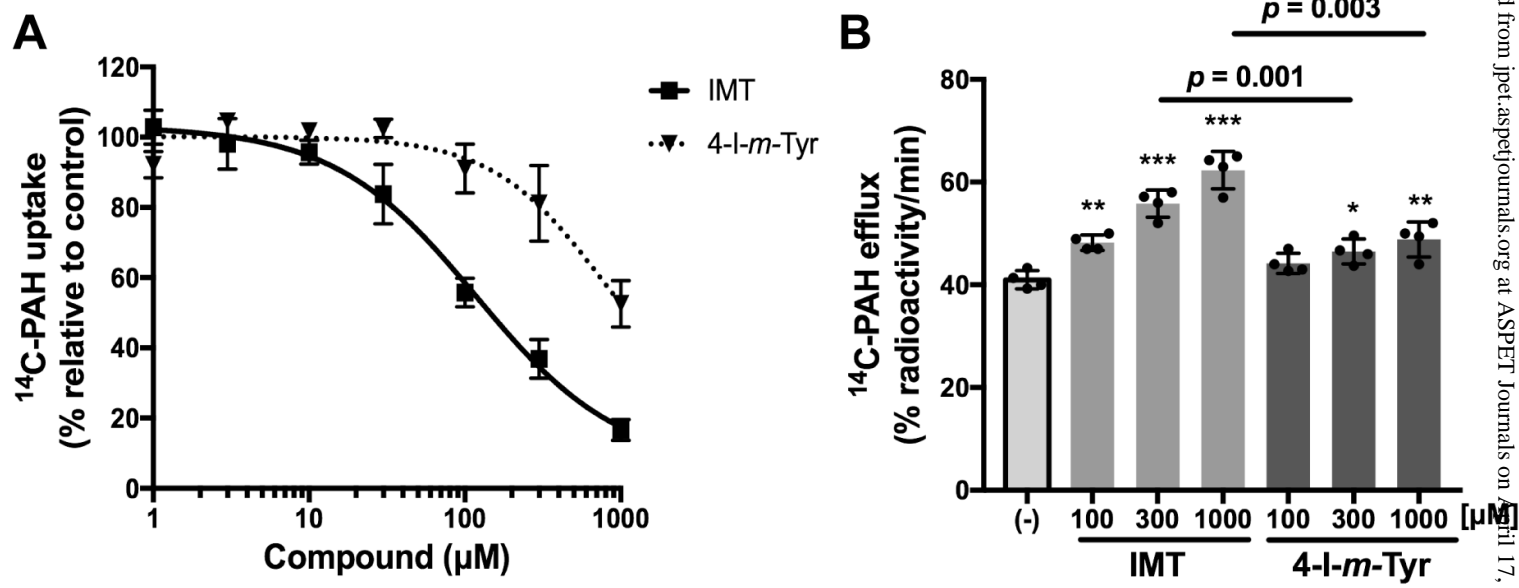 A
120
100
80
60
40
20
0
1 10 100 1000
¹⁴C-PAH uptake
(% relative to control)
Compound (μM)
IMT
4-I-m-Tyr
B
p = 0.003
p = 0.001
80
60
40
20
0
¹⁴C-PAH efflux
(% radioactivity/min)
** *** *** * **
(-) 100 300 1000 100 300 1000 [μM]
IMT 4-I-m-Tyr
d from jpet.aspetjournals.org at ASPET Journals on April 17,